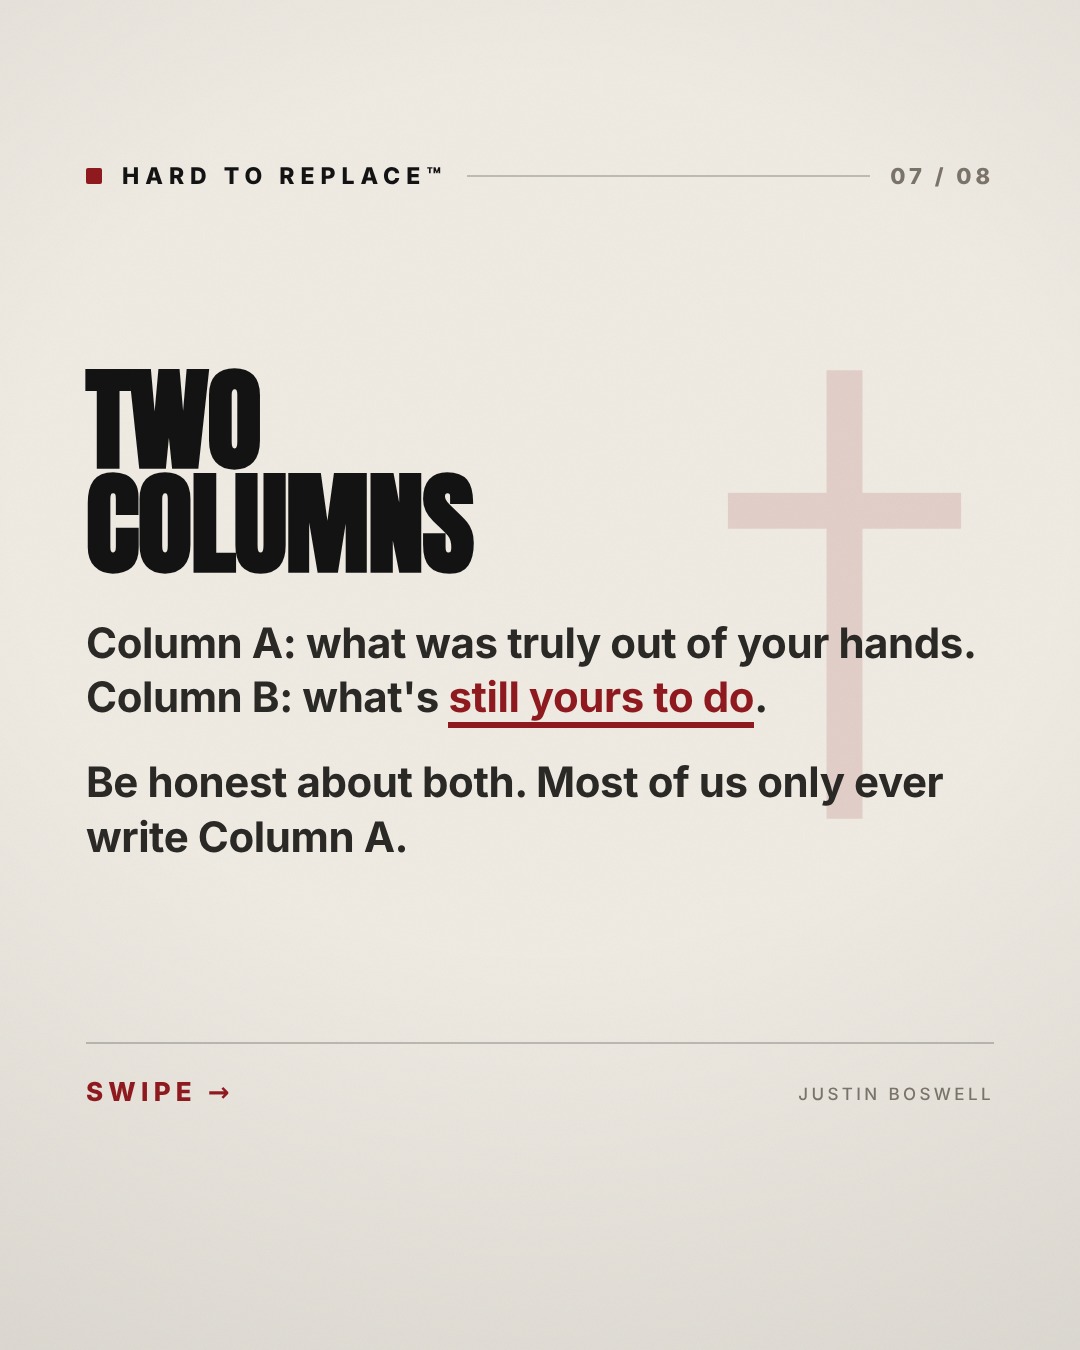 HARD TO REPLACE™ 07 / 08
TWO
COLUMNS
Column A: what was truly out of your hands.
Column B: what's still yours to do.
Be honest about both. Most of us only ever
write Column A.
SWIPE → JUSTIN BOSWELL